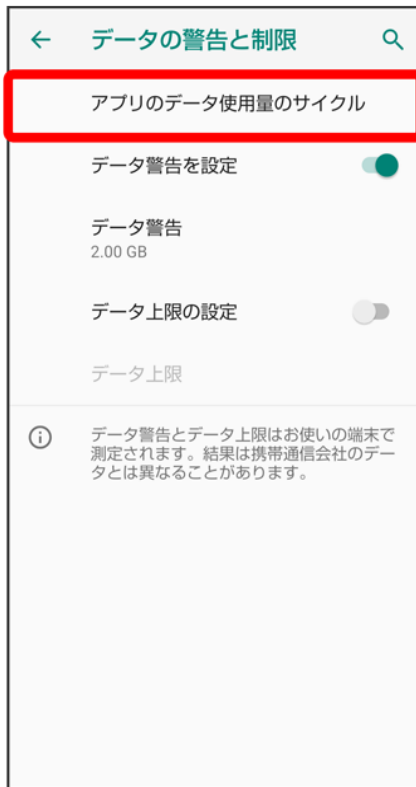 データの警告と制限
アプリのデータ使用量のサイクル
データ警告を設定
データ警告
2.00 GB
データ上限の設定
データ上限
データ警告とデータ上限はお使いの端末で
測定されます。結果は携帯通信会社のデー
タとは異なることがあります。